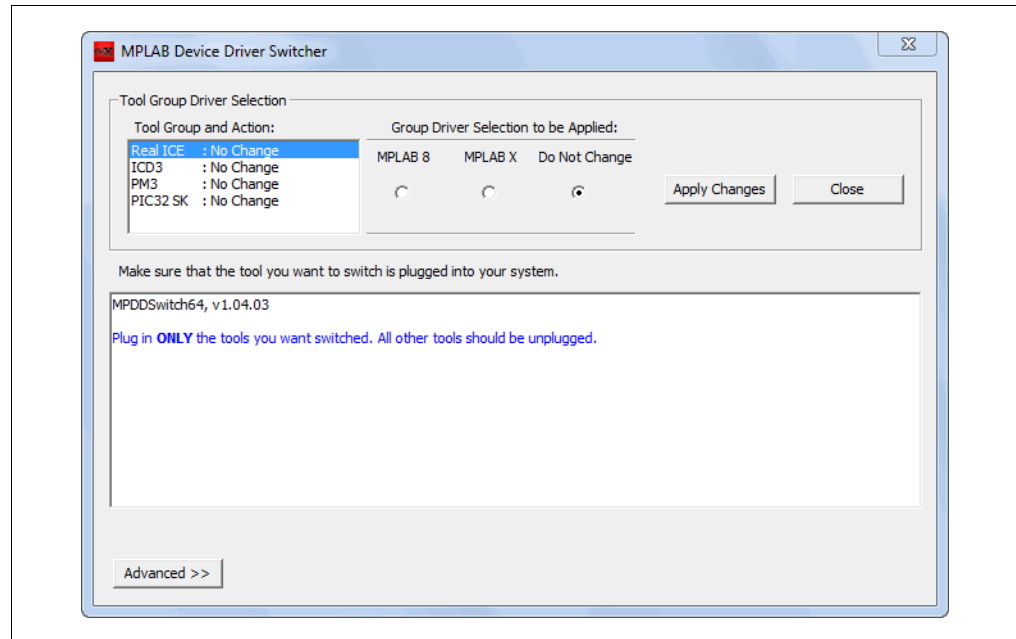 MPLAB Device Driver Switcher
Tool Group Driver Selection
Tool Group and Action:
Group Driver Selection to be Applied:
Real ICE : No Change
ICD3 : No Change
PM3 : No Change
PIC32 SK : No Change
MPLAB 8 MPLAB X Do Not Change
Apply Changes Close
Make sure that the tool you want to switch is plugged into your system.
MPDDSwitch64, v1.04.03
Plug in ONLY the tools you want switched. All other tools should be unplugged.
Advanced >>